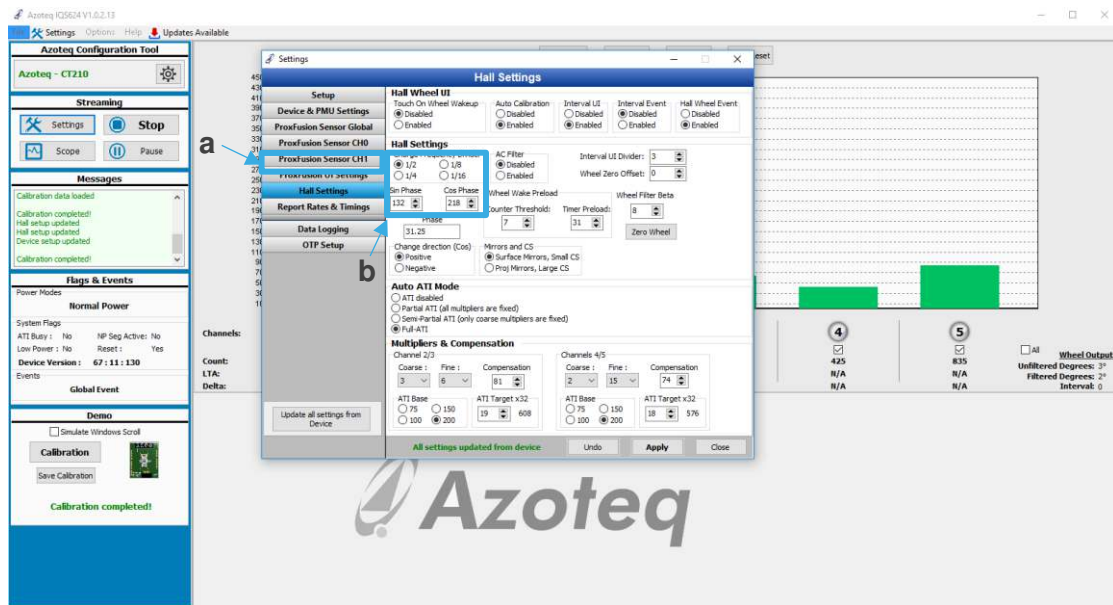 Azoteq IQS624 V1.0.2.13
Settings Options Help Updates Available
Azoteq Configuration Tool
Azoteq - CT210
Streaming
Settings Stop
Scope Pause
Messages
Calibration data loaded
Calibration completed!
Hall setup updated
Hall setup updated
Device setup updated
Calibration completed!
Flags & Events
Power Modes
Normal Power
System Flags
ATI Busy : No NP Seg Active: No
Low Power : No Reset : Yes
Device Version : 67 : 11 : 130
Events
Global Event
Demo
Simulate Windows Scroll
Calibration
Save Calibration
Calibration completed!
a
b
Settings
Hall Settings
Setup
Device & PMU Settings
ProxFusion Sensor Global
ProxFusion Sensor CH0
ProxFusion Sensor CH1
ProxFusion UI Settings
Hall Settings
Report Rates & Timings
Data Logging
OTP Setup
Update all settings from
Device
Hall Wheel UI
Touch On Wheel Wakeup Auto Calibration Interval UI Interval Event Hall Wheel Event
Disabled Disabled Disabled Disabled Disabled
Enabled Enabled Enabled Enabled Enabled
Hall Settings
Charge Frequency Divider AC Filter Interval UI Divider: 3
1/2 1/8 Disabled
1/4 1/16 Enabled Wheel Zero Offset: 0
Sin Phase Cos Phase Wheel Wake Preload Wheel Filter Beta
132 218 Counter Threshold: Timer Preload: 8
Phase 7 31
31.25 Zero Wheel
Change direction (Cos) Mirrors and CS
Positive Surface Mirrors, Small CS
Negative Proj Mirrors, Large CS
Auto ATI Mode
ATI disabled
Partial ATI (all multipliers are fixed)
Semi-Partial ATI (only coarse multipliers are fixed)
Full-ATI
Multipliers & Compensation
Channel 2/3 Channels 4/5
Coarse : Fine : Compensation Coarse : Fine : Compensation
3 6 81 2 15 74
ATI Base ATI Target x32 ATI Base ATI Target x32
75 150 19 608 75 150 18 576
100 200 100 200
All settings updated from device Undo Apply Close
Channels: 4 5
All Wheel Output
Count: 425 835 Unfiltered Degrees: 3°
LTA: N/A N/A Filtered Degrees: 2°
Delta: N/A N/A Interval: 0
Azoteq